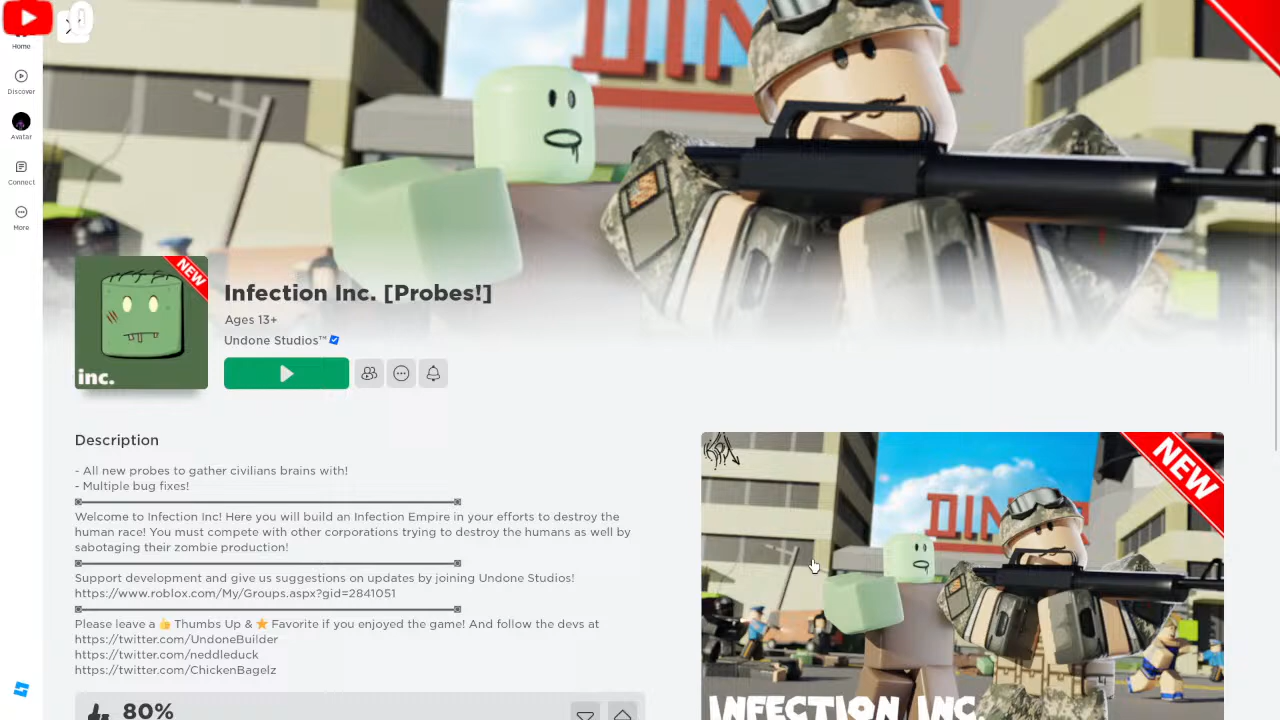 Home
Discover
Avatar
Connect
More
DINER
NEW
inc.
Infection Inc. [Probes!]
Ages 13+
Undone Studios™
Description
- All new probes to gather civilians brains with!
- Multiple bug fixes!
Welcome to Infection Inc! Here you will build an Infection Empire in your efforts to destroy the
human race! You must compete with other corporations trying to destroy the humans as well by
sabotaging their zombie production!
Support development and give us suggestions on updates by joining Undone Studios!
https://www.roblox.com/My/Groups.aspx?gid=2841051
Please leave a 👍 Thumbs Up & ⭐ Favorite if you enjoyed the game! And follow the devs at
https://twitter.com/UndoneBuilder
https://twitter.com/neddleduck
https://twitter.com/ChickenBagelz
80%
NEW
INFECTION INC.